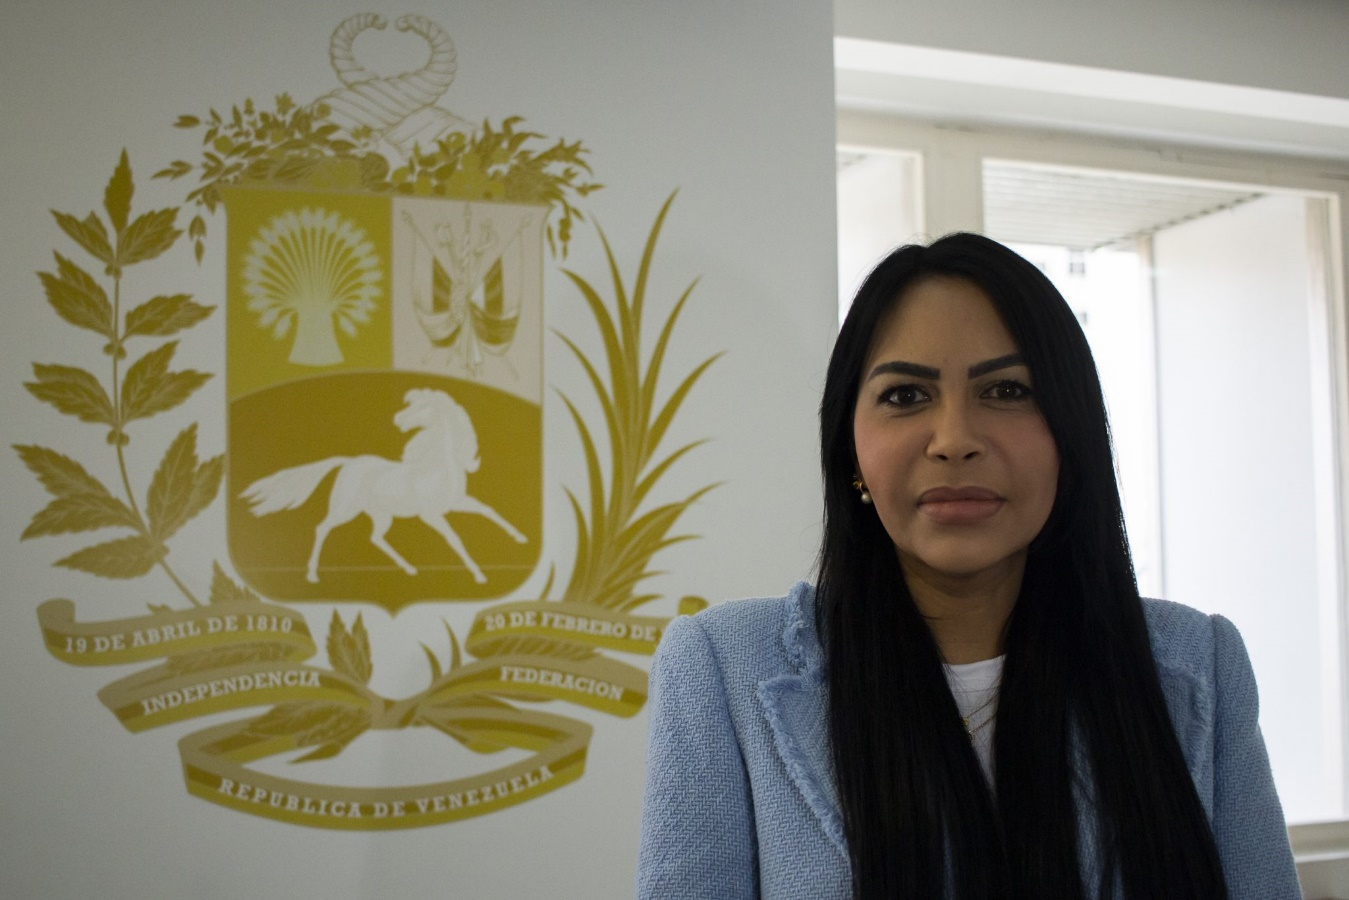 19 DE ABRIL DE 1810
20 DE FEBRERO DE
INDEPENDENCIA
FEDERACION
REPUBLICA DE VENEZUELA